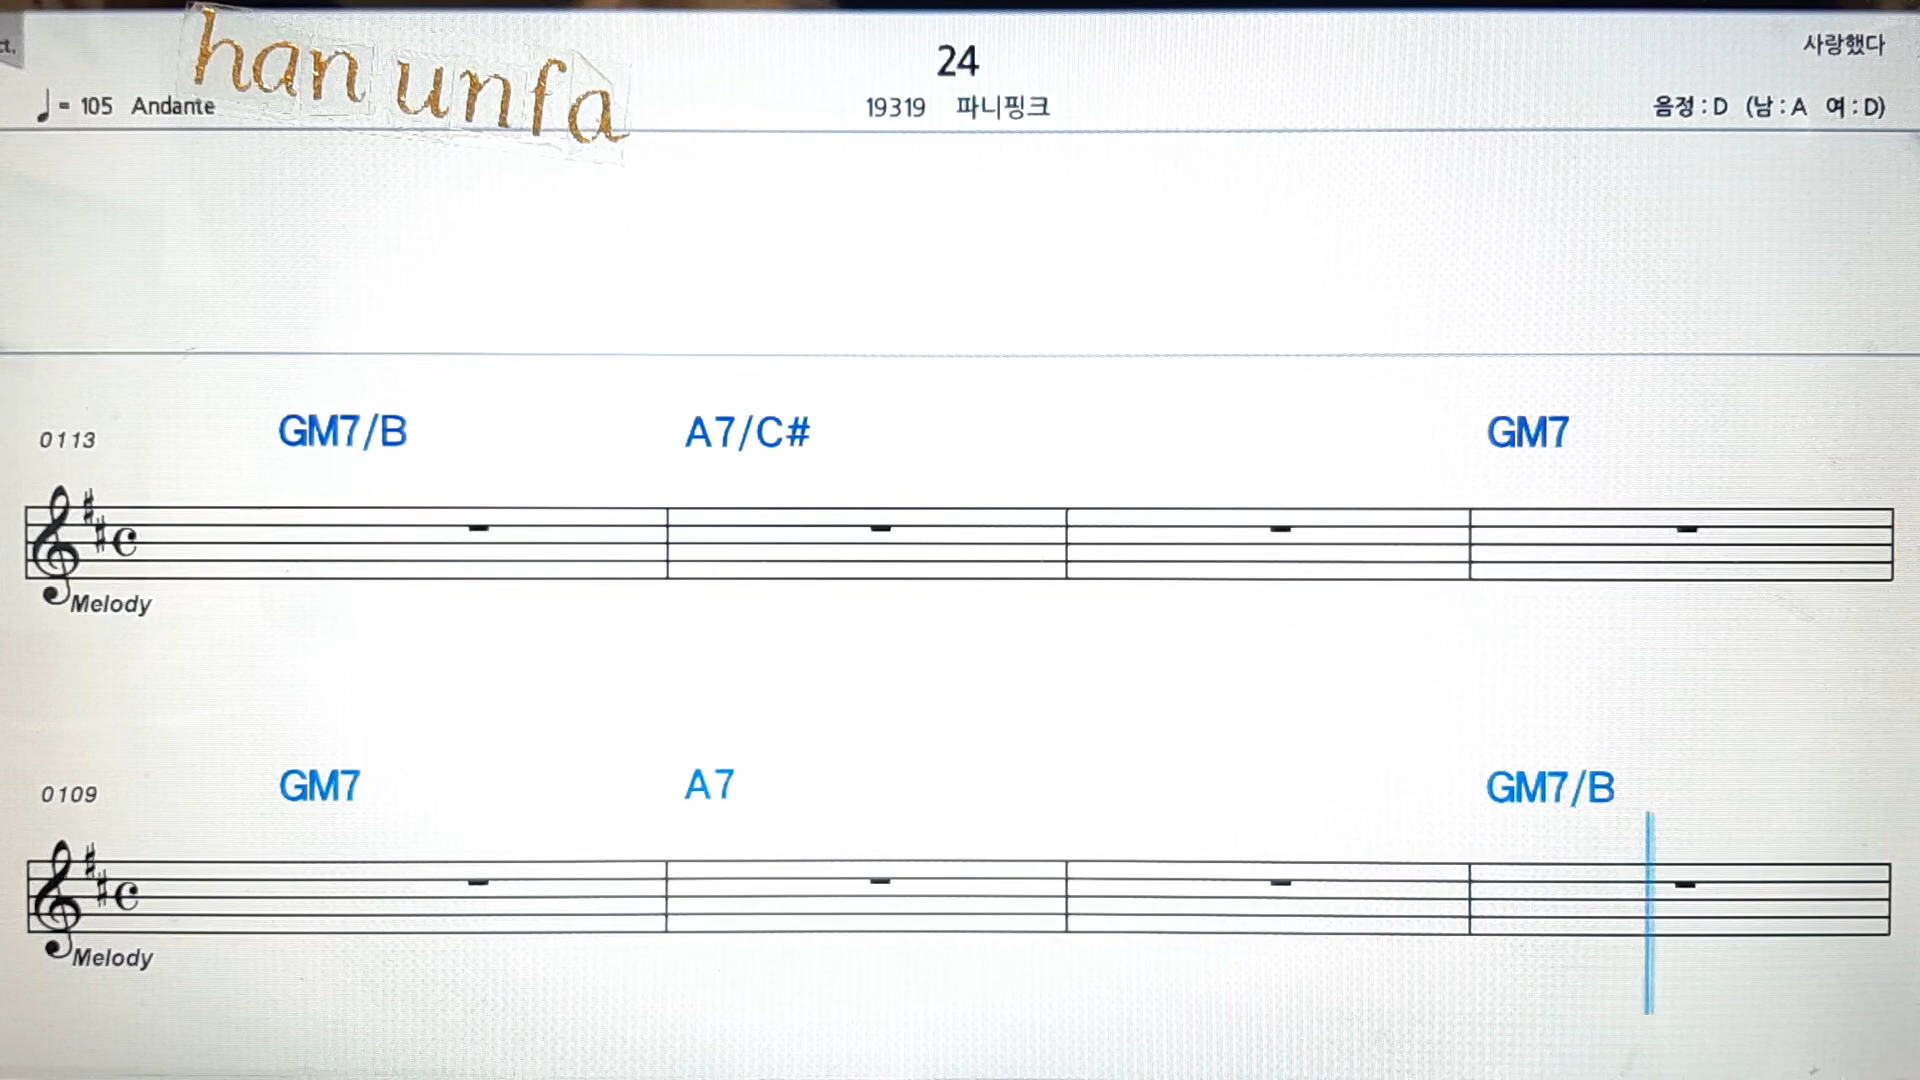 ct,
han unfa
24
사랑했다
♩= 105 Andante
19319 파니핑크
음정:D (남:A 여:D)
0113 GM7/B A7/C# GM7
Melody
0109 GM7 A7 GM7/B
Melody